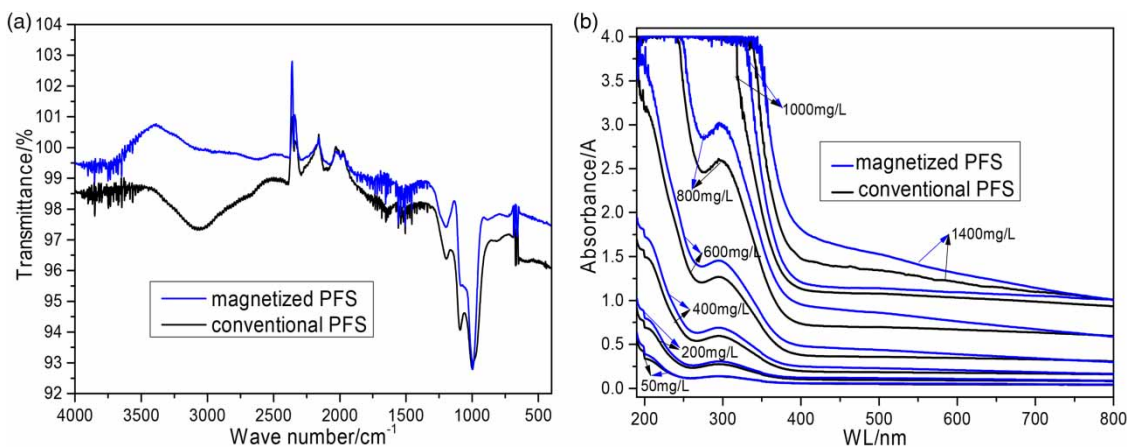 (a)
104
103
102
101
100
99
98
97
96
95
94
93
92
Transmittance/%
magnetized PFS
conventional PFS
4000 3500 3000 2500 2000 1500 1000 500
Wave number/cm⁻¹
(b)
4.0
3.5
3.0
2.5
2.0
1.5
1.0
0.5
0.0
Absorbance/A
1000mg/L
magnetized PFS
conventional PFS
800mg/L
1400mg/L
600mg/L
400mg/L
200mg/L
50mg/L
200 300 400 500 600 700 800
WL/nm